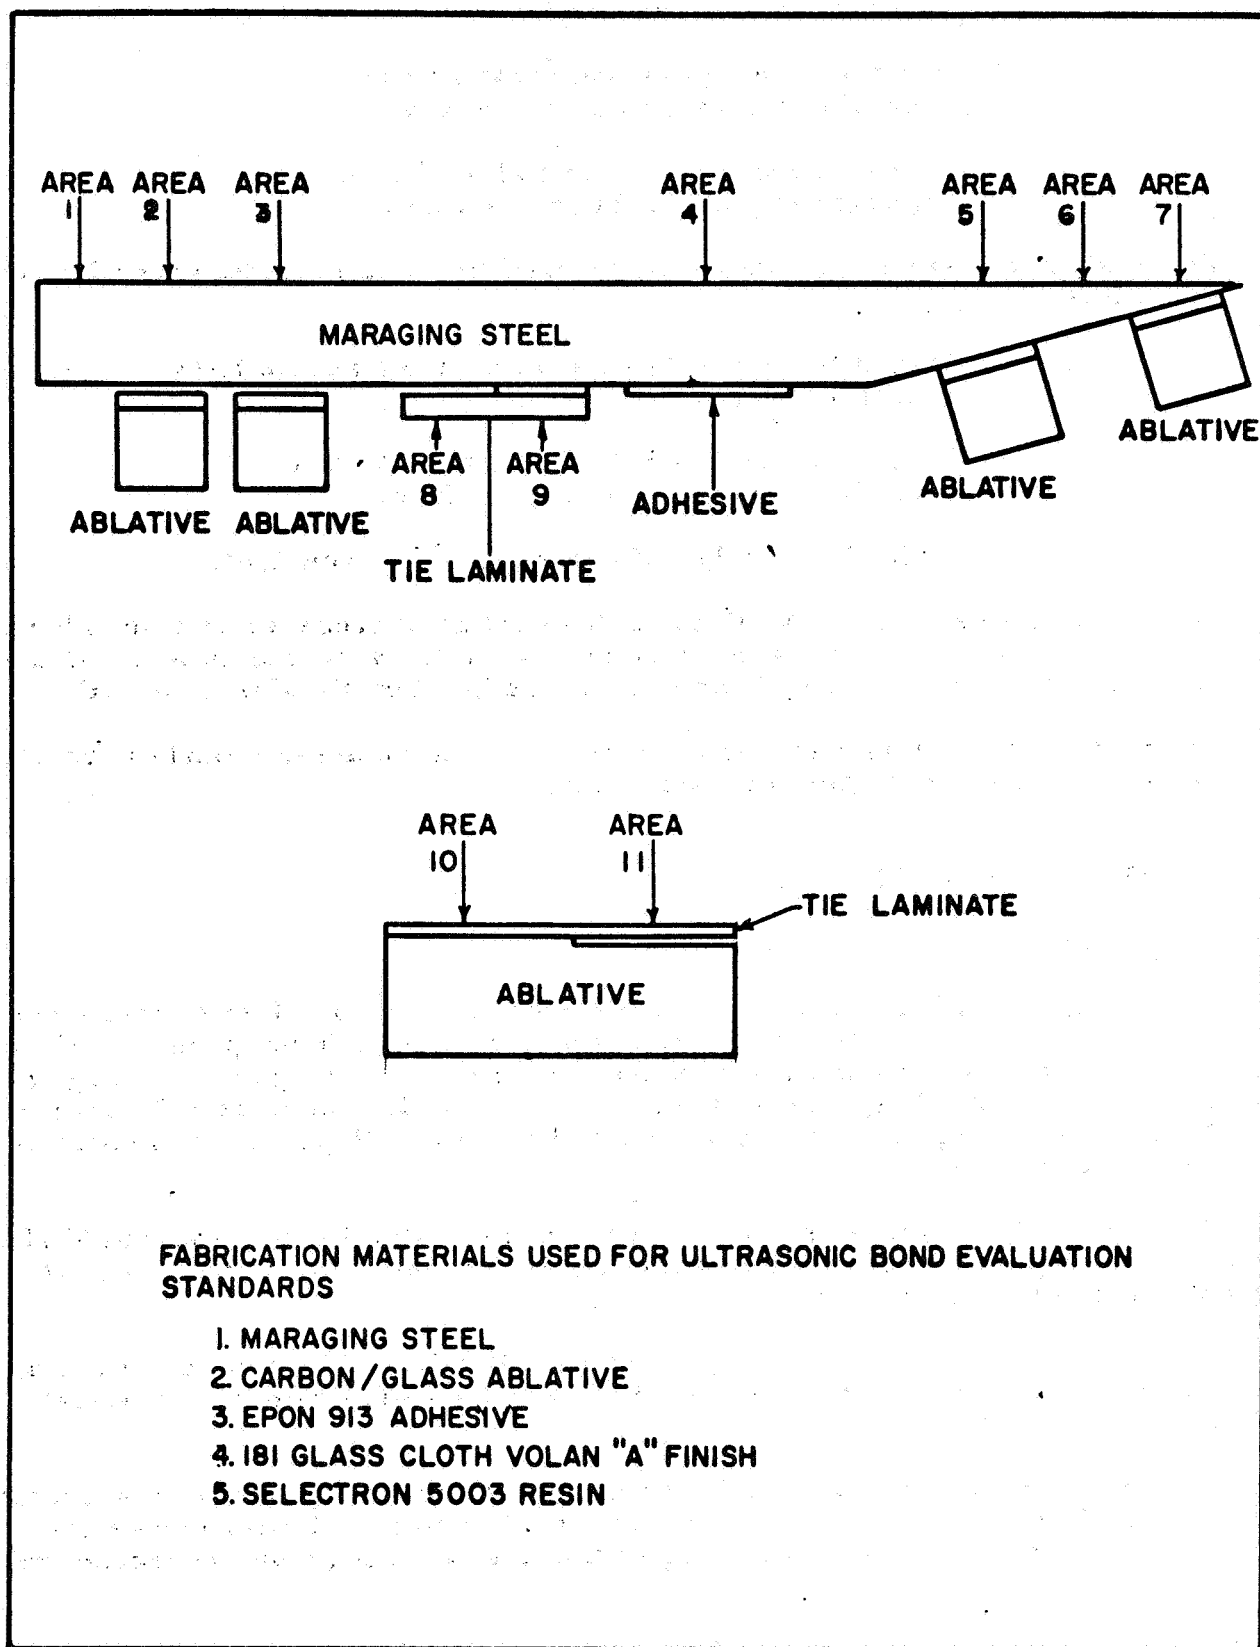 AREA 1
AREA 2
AREA 3
AREA 4
AREA 5
AREA 6
AREA 7
MARAGING STEEL
ABLATIVE
ABLATIVE
AREA 8
AREA 9
TIE LAMINATE
ADHESIVE
ABLATIVE
ABLATIVE
AREA 10
AREA 11
TIE LAMINATE
ABLATIVE
FABRICATION MATERIALS USED FOR ULTRASONIC BOND EVALUATION
STANDARDS
1. MARAGING STEEL
2. CARBON/GLASS ABLATIVE
3. EPON 913 ADHESIVE
4. 181 GLASS CLOTH VOLAN "A" FINISH
5. SELECTRON 5003 RESIN